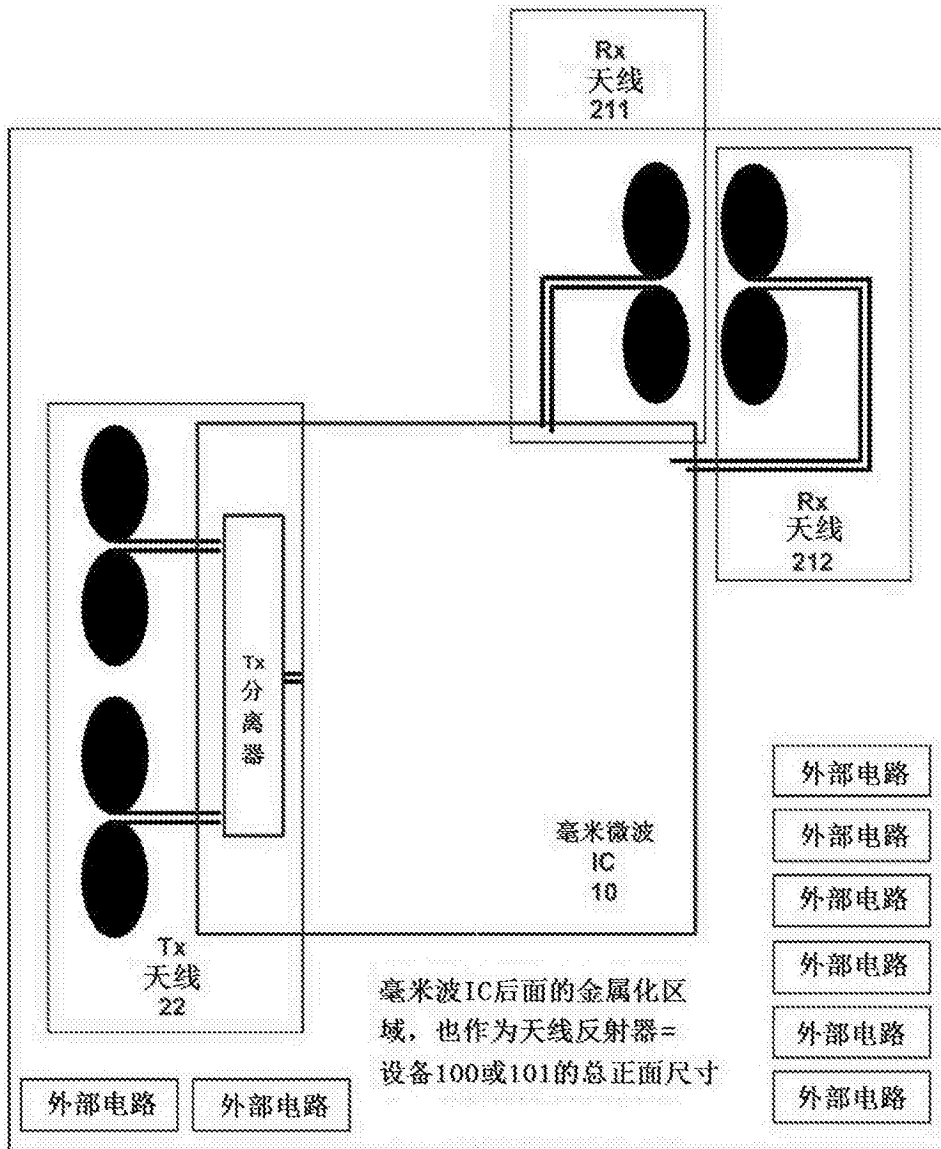 Rx
天线
211
Rx
天线
212
Tx
分
离
器
毫米微波
IC
10
Tx
天线
22
毫米波IC后面的金属化区
域，也作为天线反射器=
设备100或101的总正面尺寸
外部电路
外部电路
外部电路
外部电路
外部电路
外部电路
外部电路
外部电路